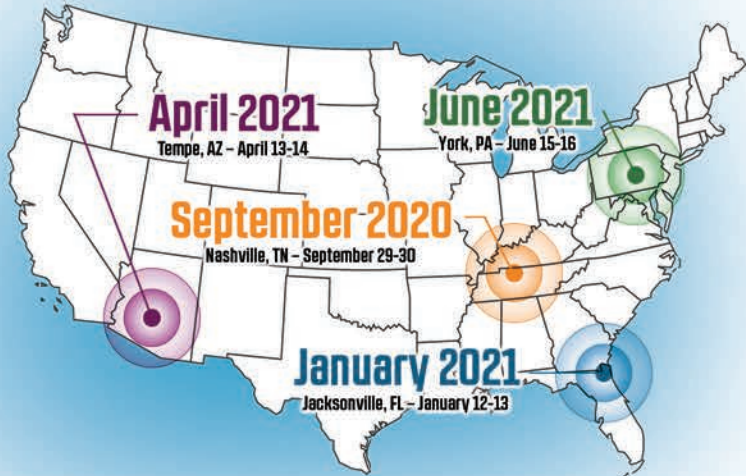 April 2021
Tempe, AZ – April 13-14
June 2021
York, PA – June 15-16
September 2020
Nashville, TN – September 29-30
January 2021
Jacksonville, FL – January 12-13